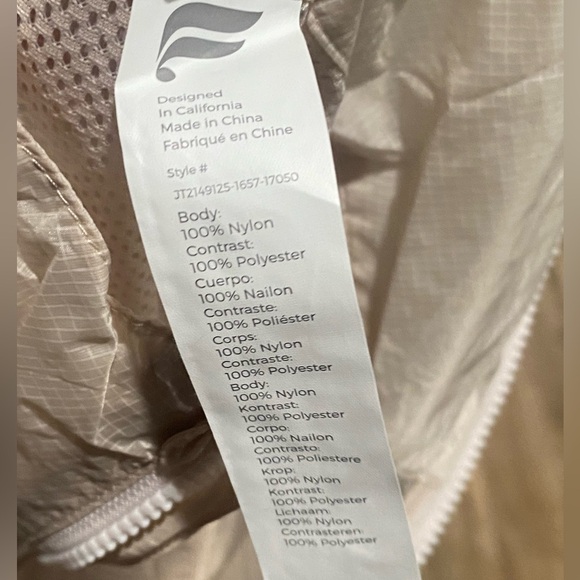 Designed
In California
Made in China
Fabriqué en Chine
Style #
JT2149125-1657-17050
Body:
100% Nylon
Contrast:
100% Polyester
Cuerpo:
100% Nailon
Contraste:
100% Poliéster
Corps:
100% Nylon
Contraste:
100% Polyester
Body:
100% Nylon
Kontrast:
100% Polyester
Corpo:
100% Nailon
Contrasto:
100% Poliestere
Krop:
100% Nylon
Kontrast:
100% Polyester
Lichaam:
100% Nylon
Contrasteren:
100% Polyester